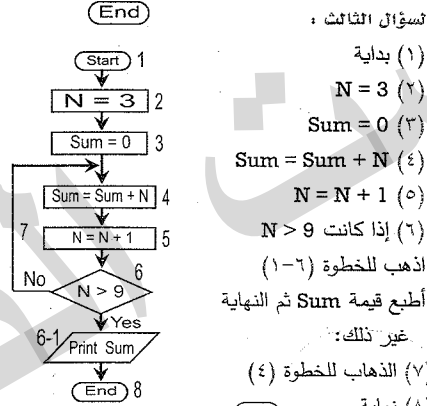 End
لسؤال الثالث :
(١) بداية
(٢) N = 3
(٣) Sum = 0
(٤) Sum = Sum + N
(٥) N = N + 1
(٦) إذا كانت N > 9
اذهب للخطوة (٦-١)
أطبع قيمة Sum ثم النهاية
غير ذلك:
(٧) الذهاب للخطوة (٤)
Start 1
N = 3 2
Sum = 0 3
Sum = Sum + N 4
7
N = N + 1 5
6
No
N > 9
Yes
6-1
Print Sum
End 8